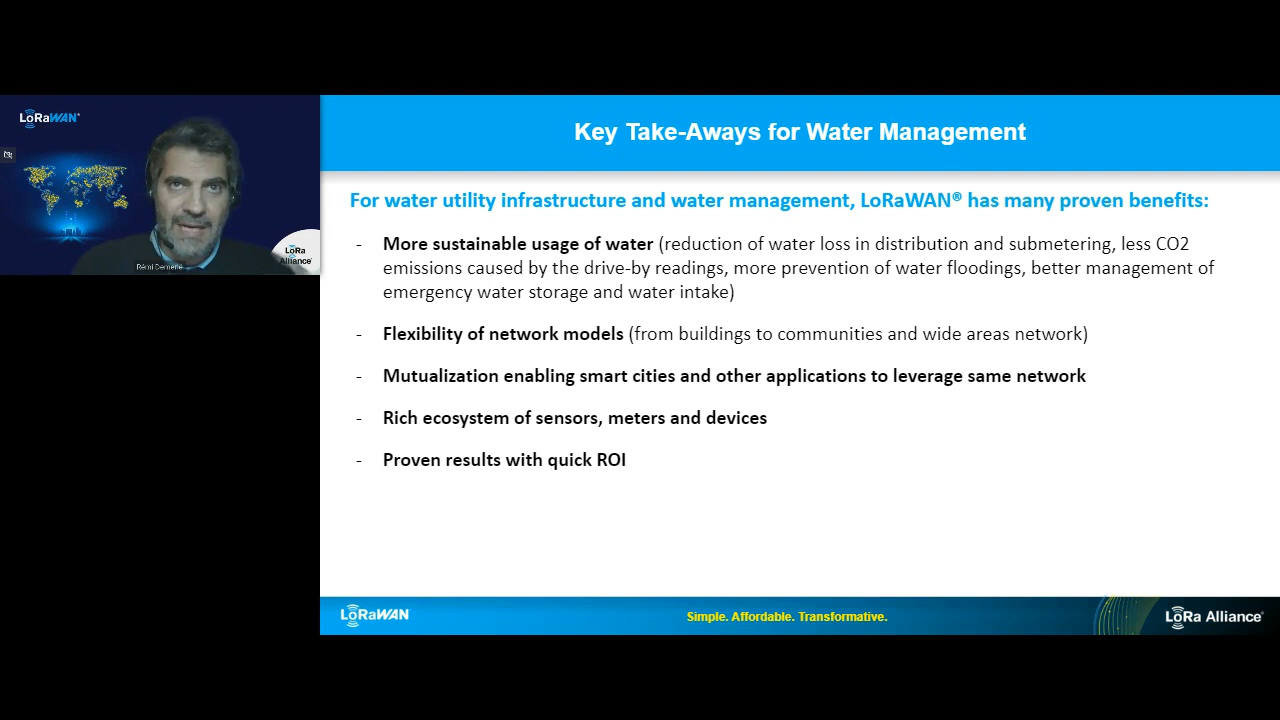 LoRaWAN®
LoRa
Alliance
Rémi Demerlé
Key Take-Aways for Water Management
For water utility infrastructure and water management, LoRaWAN® has many proven benefits:
- More sustainable usage of water (reduction of water loss in distribution and submetering, less CO2
emissions caused by the drive-by readings, more prevention of water floodings, better management of
emergency water storage and water intake)
- Flexibility of network models (from buildings to communities and wide areas network)
- Mutualization enabling smart cities and other applications to leverage same network
- Rich ecosystem of sensors, meters and devices
- Proven results with quick ROI
LoRaWAN
Simple. Affordable. Transformative.
LoRa Alliance®